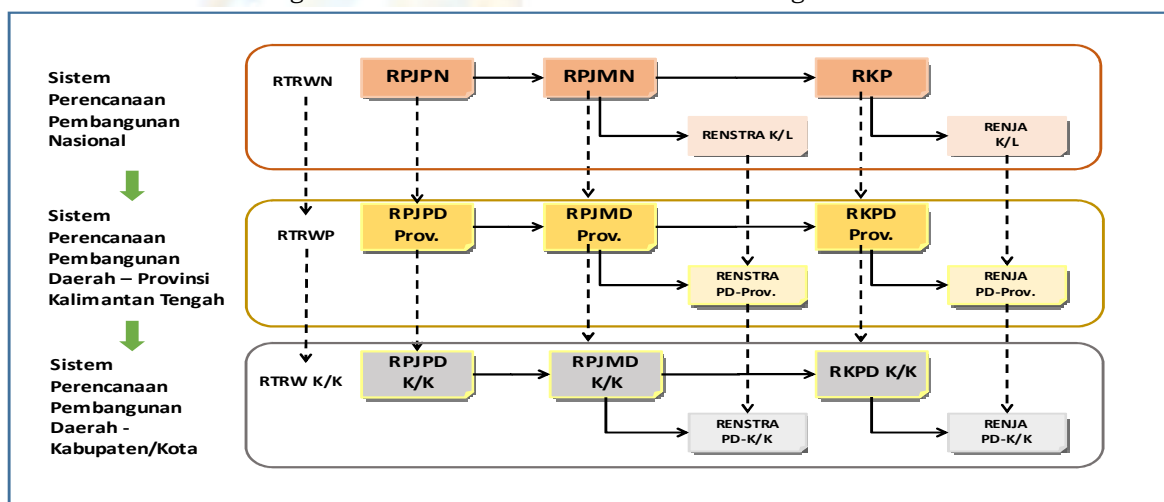 Sistem
Perencanaan
Pembangunan
Nasional
RTRWN
RPJPN
RPJMN
RKP
RENSTRA K/L
RENJA
K/L
Sistem
Perencanaan
Pembangunan
Daerah – Provinsi
Kalimantan Tengah
RTRWP
RPJPD
Prov.
RPJMD
Prov.
RKPD
Prov.
RENSTRA
PD-Prov.
RENJA
PD-Prov.
Sistem
Perencanaan
Pembangunan
Daerah -
Kabupaten/Kota
RTRW K/K
RPJPD
K/K
RPJMD
K/K
RKPD K/K
RENSTRA
PD-K/K
RENJA
PD-K/K